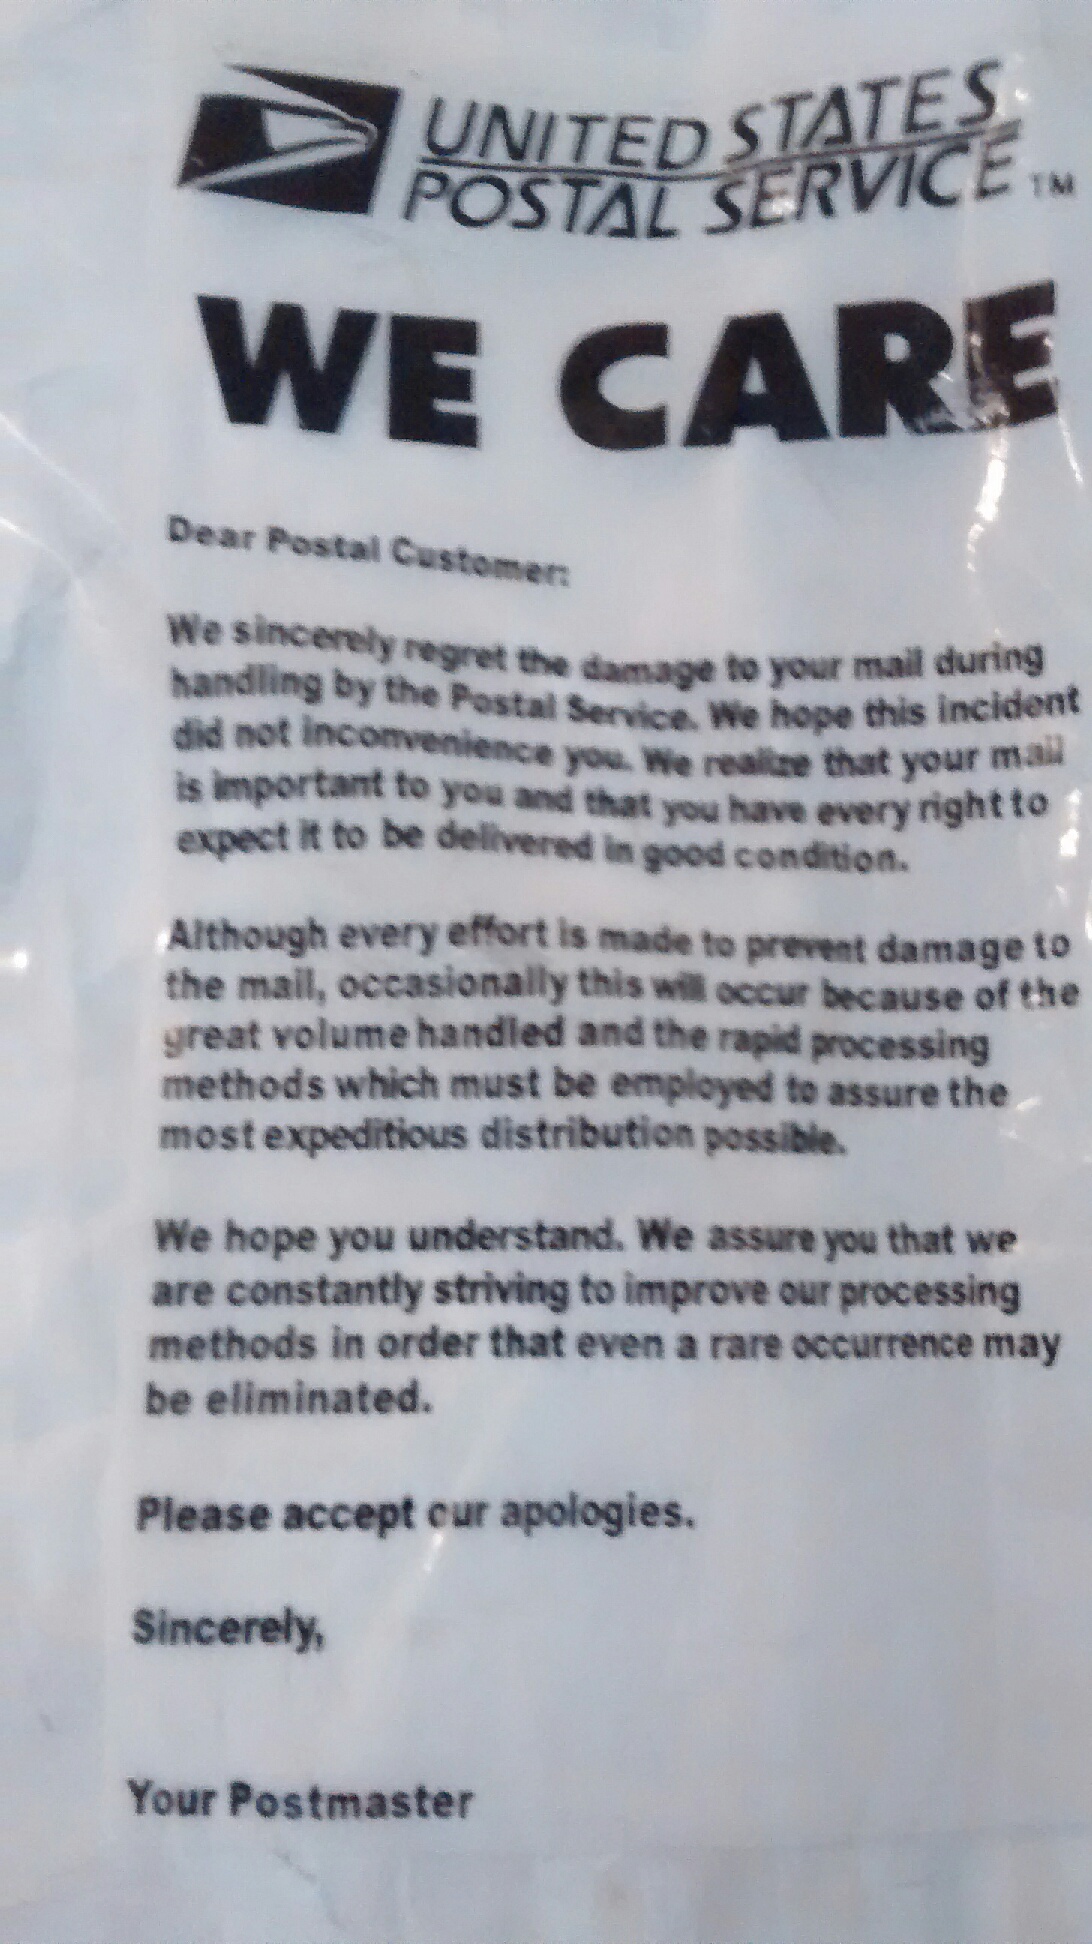 UNITED STATES
POSTAL SERVICE™
WE CARE
Dear Postal Customer:
We sincerely regret the damage to your mail during
handling by the Postal Service. We hope this incident
did not inconvenience you. We realize that your mail
is important to you and that you have every right to
expect it to be delivered in good condition.
Although every effort is made to prevent damage to
the mail, occasionally this will occur because of the
great volume handled and the rapid processing
methods which must be employed to assure the
most expeditious distribution possible.
We hope you understand. We assure you that we
are constantly striving to improve our processing
methods in order that even a rare occurrence may
be eliminated.
Please accept our apologies.
Sincerely,
Your Postmaster